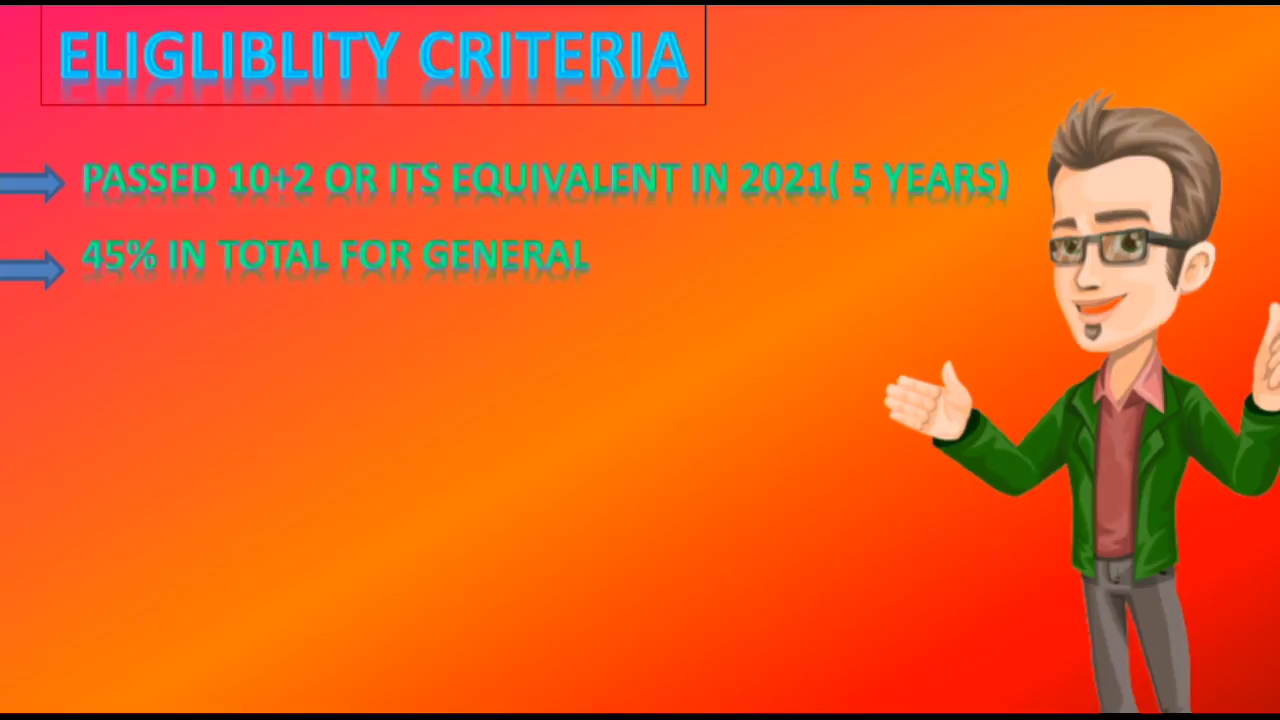 ELIGLIBLITY CRITERIA
PASSED 10+2 OR ITS EQUIVALENT IN 2021( 5 YEARS)
45% IN TOTAL FOR GENERAL